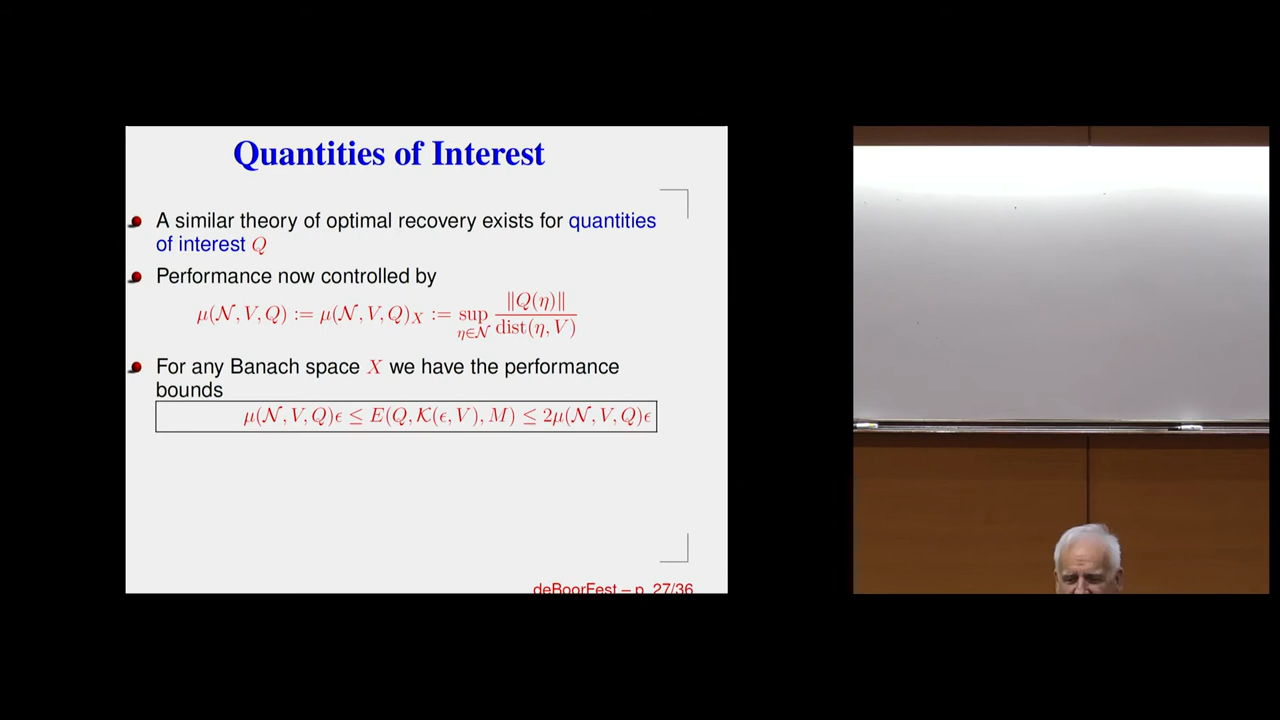 Quantities of Interest
A similar theory of optimal recovery exists for quantities
of interest Q
Performance now controlled by
μ(𝒩, V, Q) := μ(𝒩, V, Q)_X := sup_{η∈𝒩} ‖Q(η)‖ / dist(η, V)
For any Banach space X we have the performance
bounds
μ(𝒩, V, Q)ϵ ≤ E(Q, 𝒦(ϵ, V), M) ≤ 2μ(𝒩, V, Q)ϵ
deBoorFest – p. 27/36